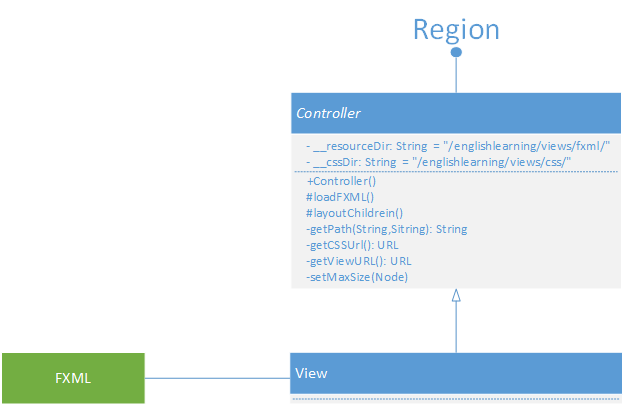 Region
Controller
- __resourceDir: String = "/englishlearning/views/fxml/"
- __cssDir: String = "/englishlearning/views/css/"
+Controller()
#loadFXML()
#layoutChildrein()
-getPath(String,Sitring): String
-getCSSUrl(): URL
-getViewURL(): URL
-setMaxSize(Node)
FXML
View